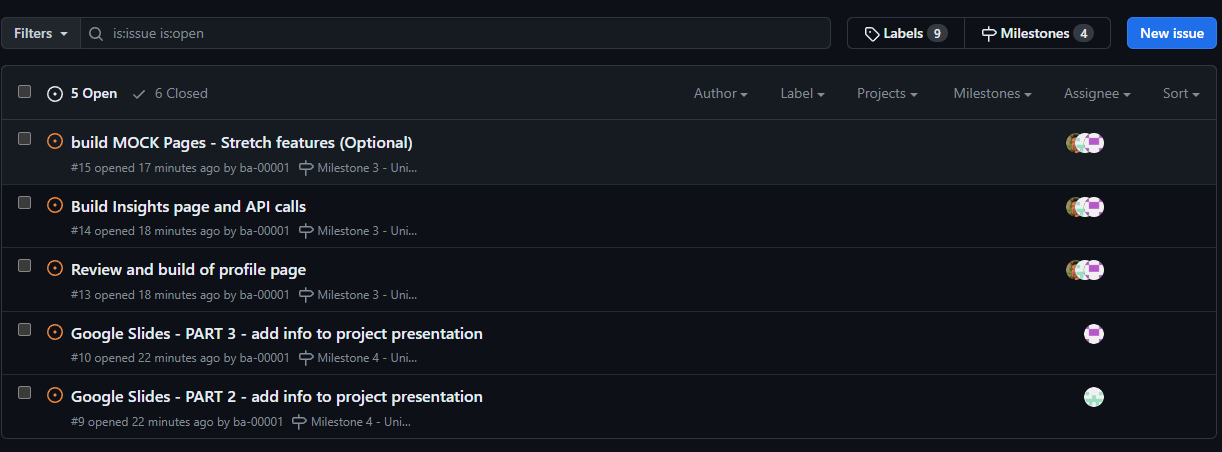 Filters is:issue is:open Labels 9 Milestones 4 New issue
5 Open 6 Closed Author Label Projects Milestones Assignee Sort
build MOCK Pages - Stretch features (Optional)
#15 opened 17 minutes ago by ba-00001 Milestone 3 - Uni...
Build Insights page and API calls
#14 opened 18 minutes ago by ba-00001 Milestone 3 - Uni...
Review and build of profile page
#13 opened 18 minutes ago by ba-00001 Milestone 3 - Uni...
Google Slides - PART 3 - add info to project presentation
#10 opened 22 minutes ago by ba-00001 Milestone 4 - Uni...
Google Slides - PART 2 - add info to project presentation
#9 opened 22 minutes ago by ba-00001 Milestone 4 - Uni...